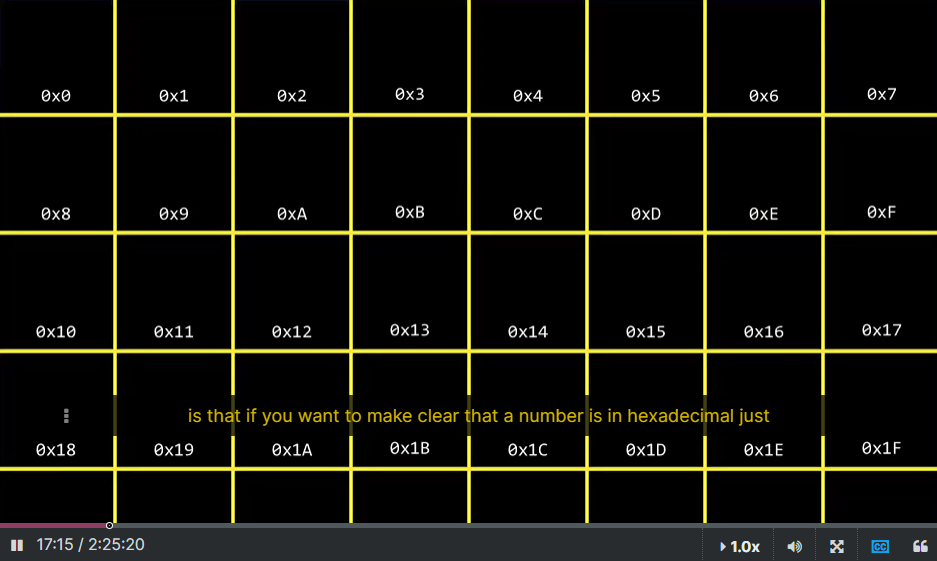 0x0 0x1 0x2 0x3 0x4 0x5 0x6 0x7
0x8 0x9 0xA 0xB 0xC 0xD 0xE 0xF
0x10 0x11 0x12 0x13 0x14 0x15 0x16 0x17
is that if you want to make clear that a number is in hexadecimal just
0x18 0x19 0x1A 0x1B 0x1C 0x1D 0x1E 0x1F
17:15 / 2:25:20 1.0x CC